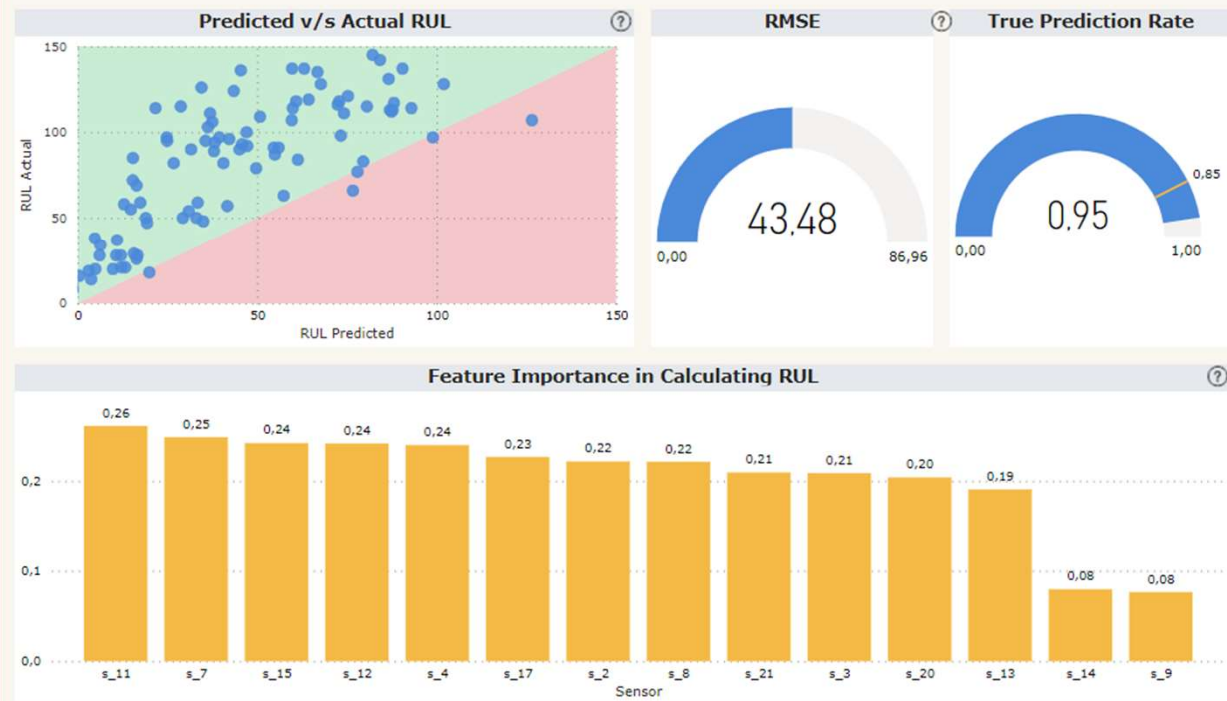 Predicted v/s Actual RUL
?
150
100
50
0
RUL Actual
0
50
100
150
RUL Predicted
RMSE
?
43,48
0,00
86,96
True Prediction Rate
0,85
0,95
0,00
1,00
Feature Importance in Calculating RUL
?
0,26
0,25
0,24
0,24
0,24
0,23
0,22
0,22
0,21
0,21
0,20
0,19
0,08
0,08
0,2
0,1
0,0
s_11
s_7
s_15
s_12
s_4
s_17
s_2
s_8
s_21
s_3
s_20
s_13
s_14
s_9
Sensor